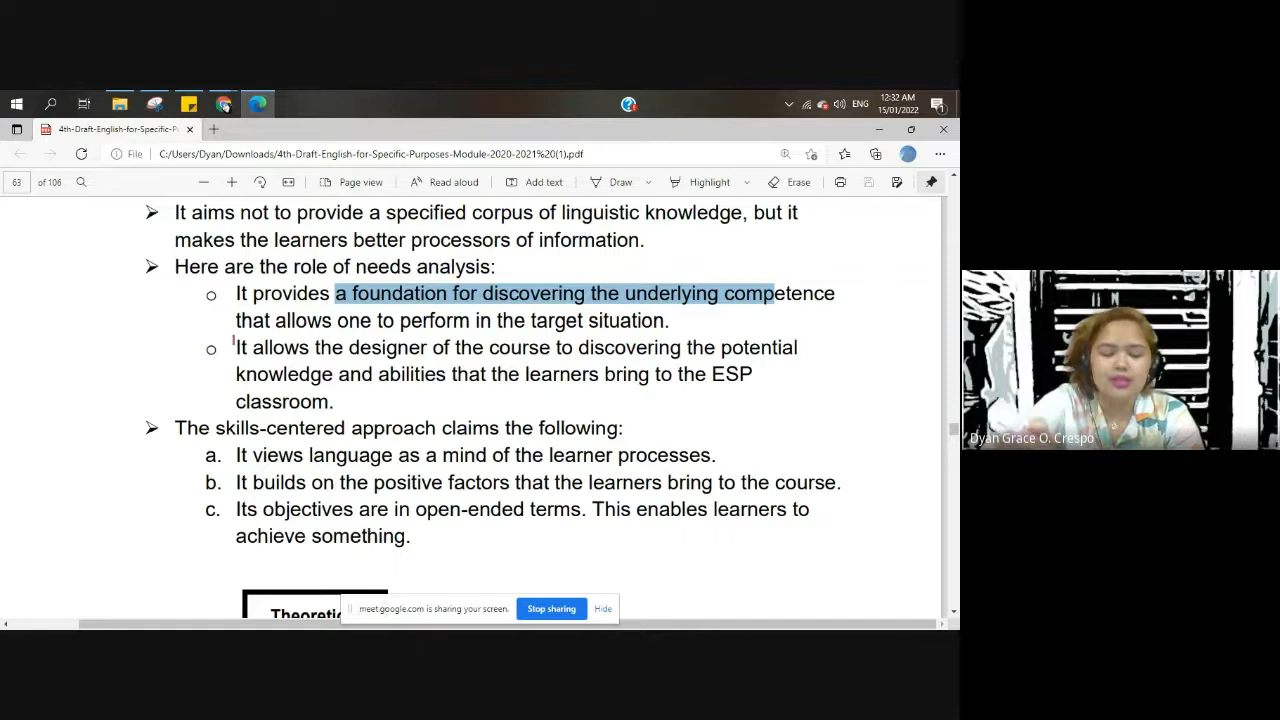 12:32 AM
ENG
15/01/2022
4th-Draft-English-for-Specific-P
File C:/Users/Dyan/Downloads/4th-Draft-English-for-Specific-Purposes-Module-2020-2021%20(1).pdf
63 of 106 Page view Read aloud Add text Draw Highlight Erase
It aims not to provide a specified corpus of linguistic knowledge, but it
makes the learners better processors of information.
Here are the role of needs analysis:
o It provides a foundation for discovering the underlying competence
that allows one to perform in the target situation.
o It allows the designer of the course to discovering the potential
knowledge and abilities that the learners bring to the ESP
classroom.
The skills-centered approach claims the following:
a. It views language as a mind of the learner processes.
b. It builds on the positive factors that the learners bring to the course.
c. Its objectives are in open-ended terms. This enables learners to
achieve something.
Theoretic
meet.google.com is sharing your screen. Stop sharing Hide
Dyan Grace O. Crespo